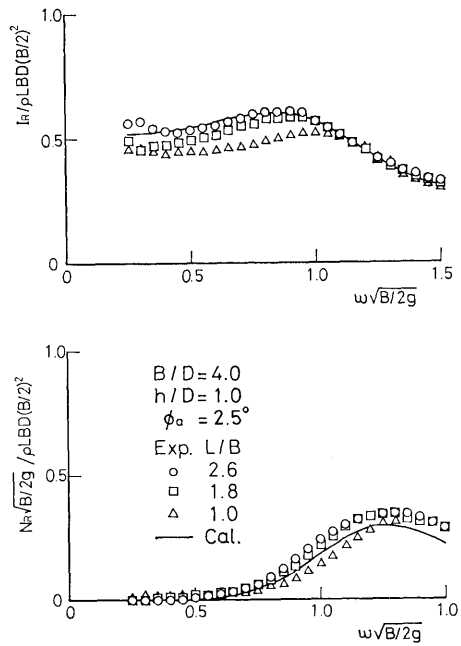 I_R/ρLBD(B/2)²
1.0
0.5
0
0
0.5
1.0
1.5
ω√B/2g
N_R√B/2g/ρLBD(B/2)²
1.0
0.5
0
B/D=4.0
h/D=1.0
ϕₐ=2.5°
Exp. L/B
○ 2.6
□ 1.8
△ 1.0
— Cal.
0
0.5
1.0
1.0
ω√B/2g